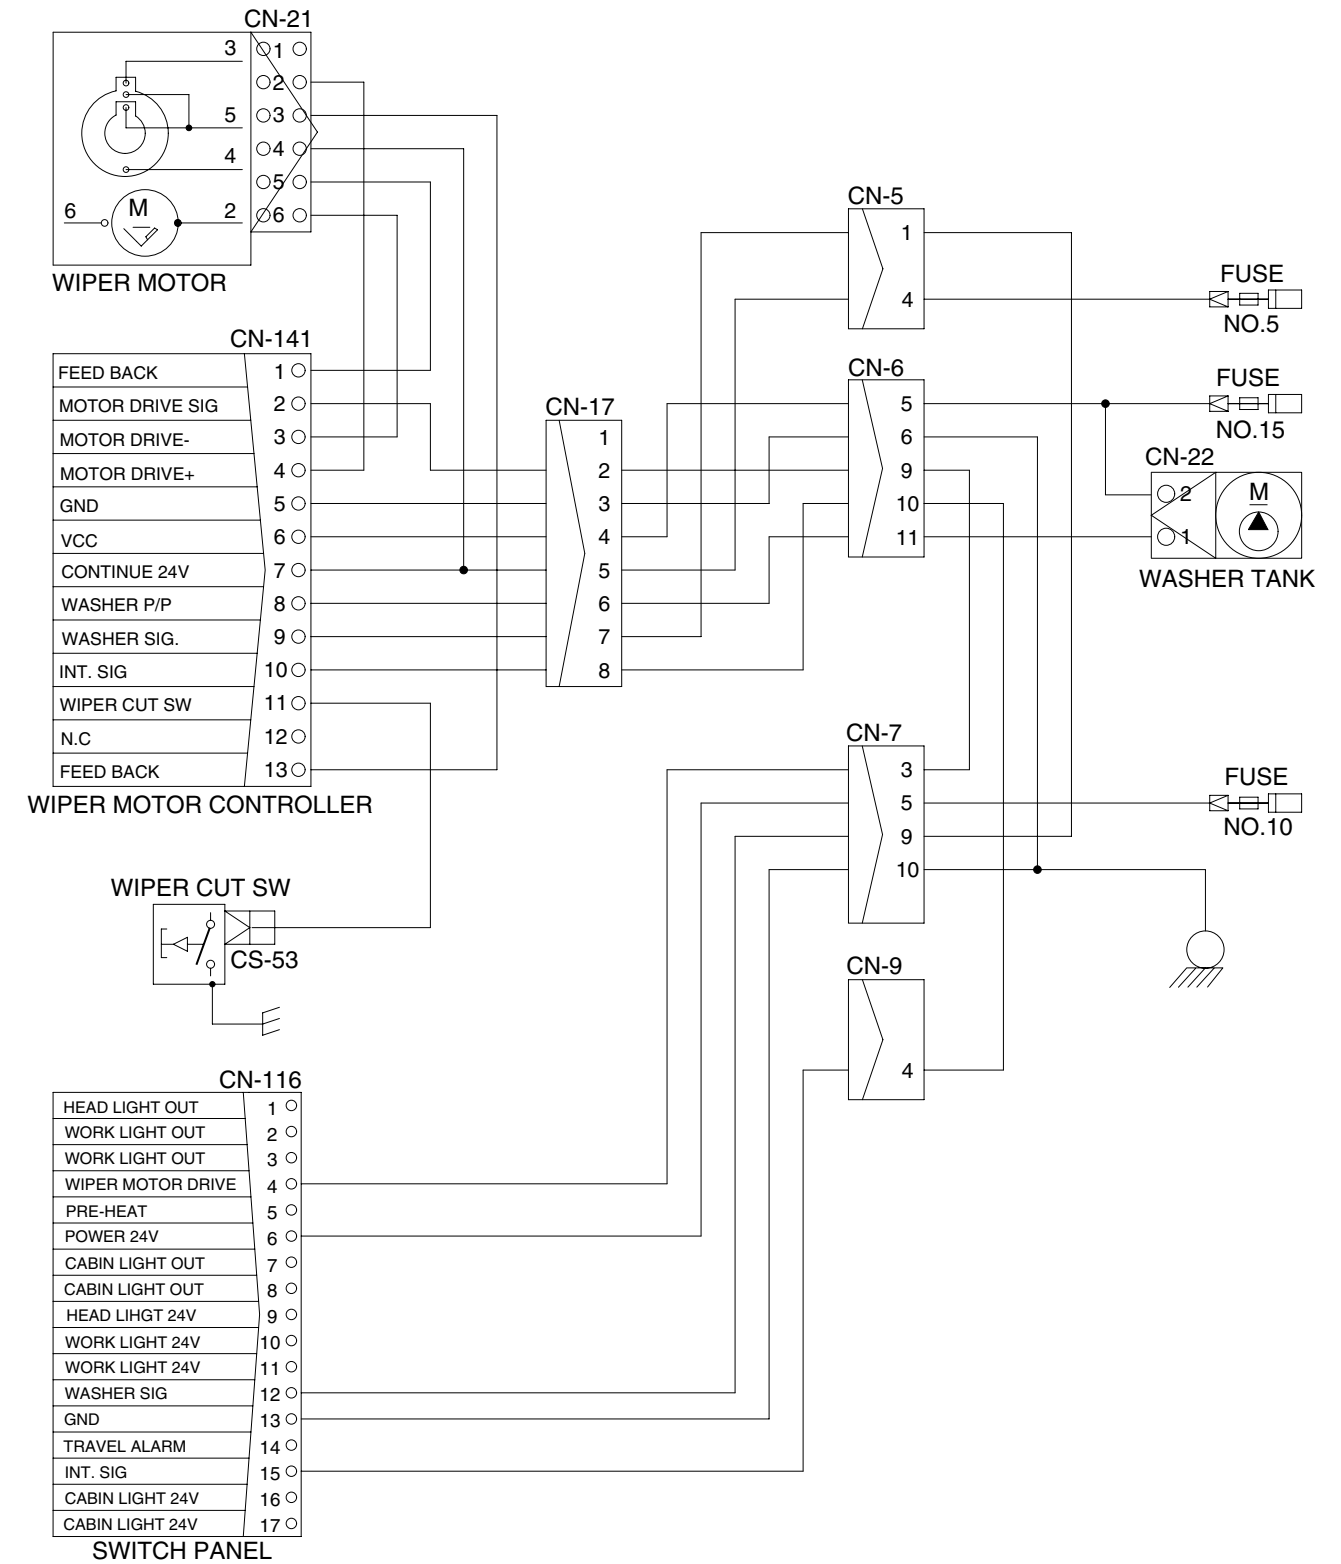 CN-21
3
1
2
5
3
4
4
5
6
M
2
6
WIPER MOTOR
CN-141
FEED BACK 1
MOTOR DRIVE SIG 2
MOTOR DRIVE- 3
MOTOR DRIVE+ 4
GND 5
VCC 6
CONTINUE 24V 7
WASHER P/P 8
WASHER SIG. 9
INT. SIG 10
WIPER CUT SW 11
N.C 12
FEED BACK 13
WIPER MOTOR CONTROLLER
CN-17
1
2
3
4
5
6
7
8
CN-5
1
4
FUSE
NO.5
CN-6
5
6
9
10
11
FUSE
NO.15
CN-22
2
M
1
WASHER TANK
CN-7
3
5
9
10
FUSE
NO.10
CN-9
4
WIPER CUT SW
CS-53
CN-116
HEAD LIGHT OUT 1
WORK LIGHT OUT 2
WORK LIGHT OUT 3
WIPER MOTOR DRIVE 4
PRE-HEAT 5
POWER 24V 6
CABIN LIGHT OUT 7
CABIN LIGHT OUT 8
HEAD LIHGT 24V 9
WORK LIGHT 24V 10
WORK LIGHT 24V 11
WASHER SIG 12
GND 13
TRAVEL ALARM 14
INT. SIG 15
CABIN LIGHT 24V 16
CABIN LIGHT 24V 17
SWITCH PANEL